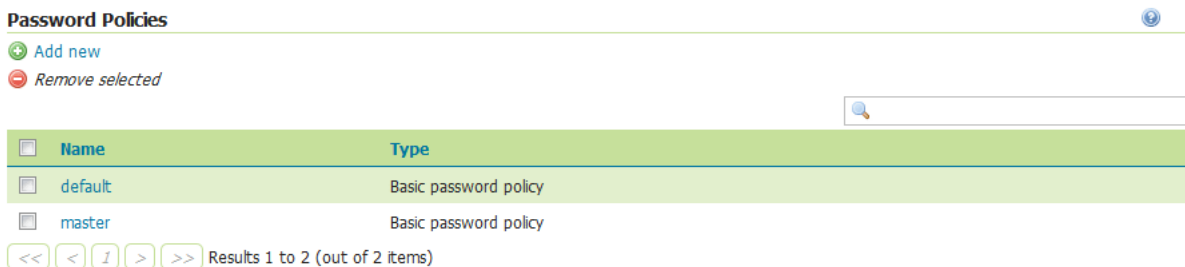 Password Policies
Add new
Remove selected
Name Type
default Basic password policy
master Basic password policy
<< < 1 > >> Results 1 to 2 (out of 2 items)